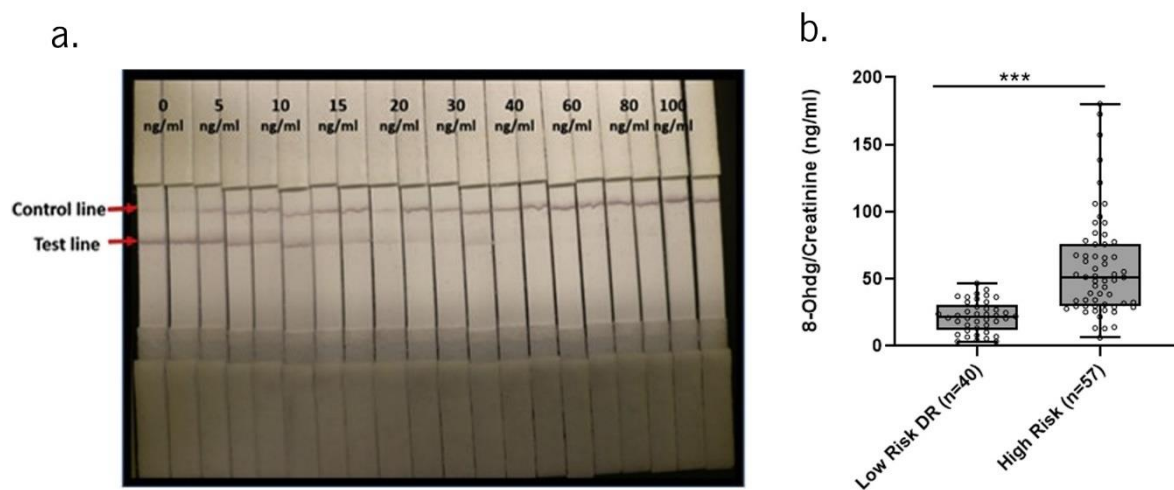 a.
0 5 10 15 20 30 40 60 80 100
ng/ml ng/ml ng/ml ng/ml ng/ml ng/ml ng/ml ng/ml ng/ml ng/ml
Control line
Test line
b.
***
8-Ohdg/Creatinine (ng/ml)
200
150
100
50
0
Low Risk DR (n=40)
High Risk (n=57)